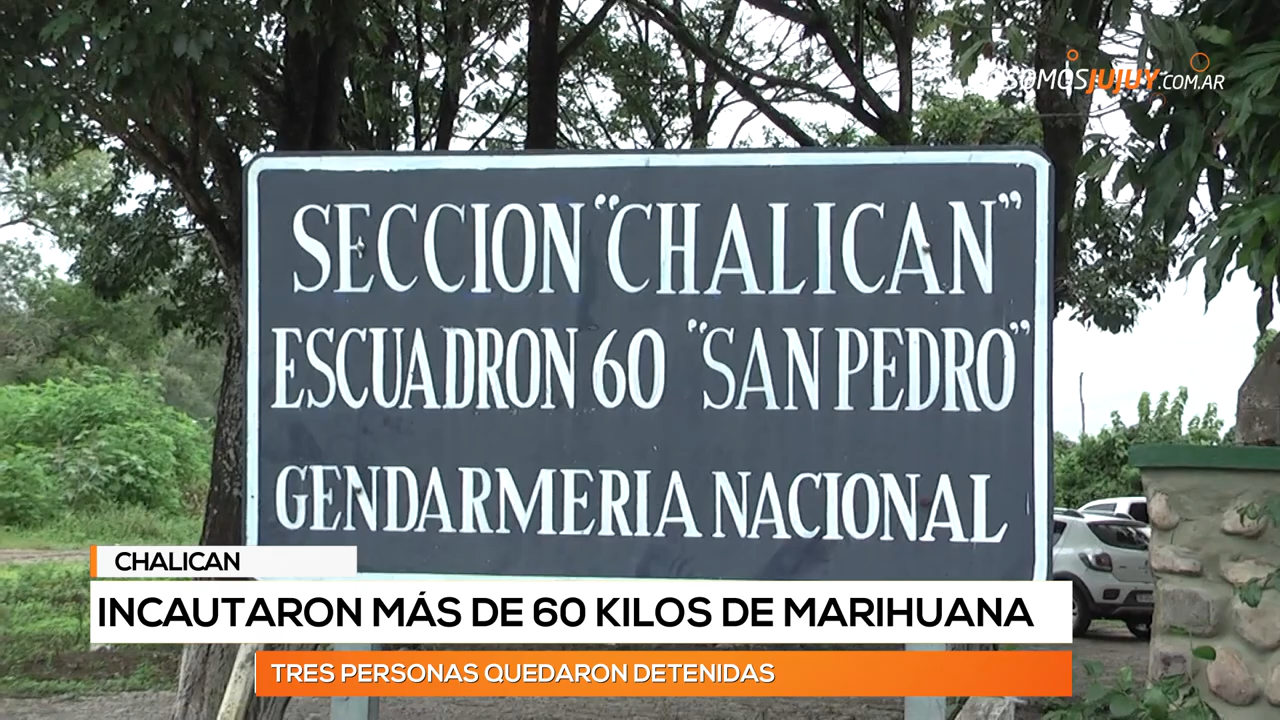 SOMOSJUJUY.COM.AR
SECCION "CHALICAN"
ESCUADRON 60 "SAN PEDRO"
GENDARMERIA NACIONAL
CHALICAN
INCAUTARON MÁS DE 60 KILOS DE MARIHUANA
TRES PERSONAS QUEDARON DETENIDAS